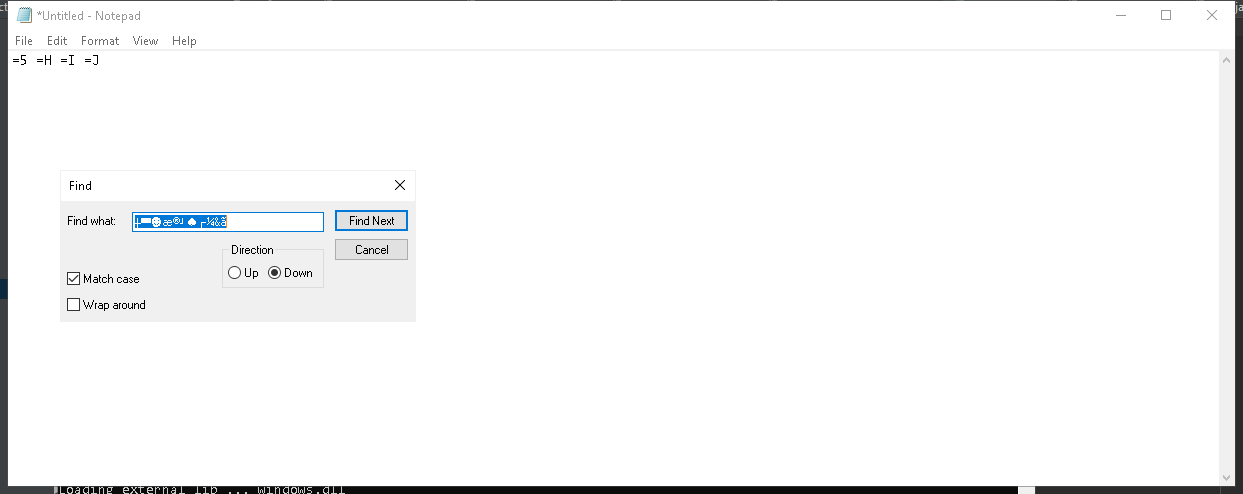 *Untitled - Notepad
File Edit Format View Help
=5 =H =I =J
Find
Find what:
Find Next
Direction
Cancel
Up Down
Match case
Wrap around
Loading external lib ... windows.dll